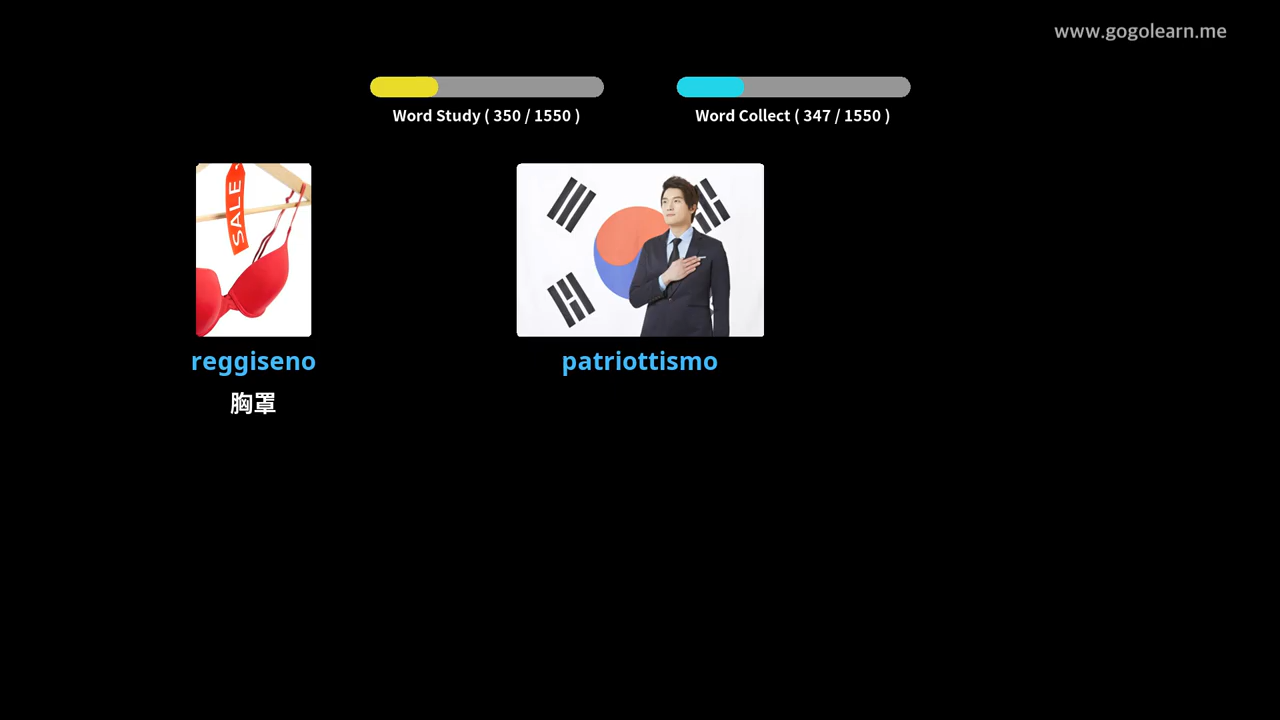 www.gogolearn.me
Word Study ( 350 / 1550 )
Word Collect ( 347 / 1550 )
SALE
reggiseno
patriottismo
胸罩